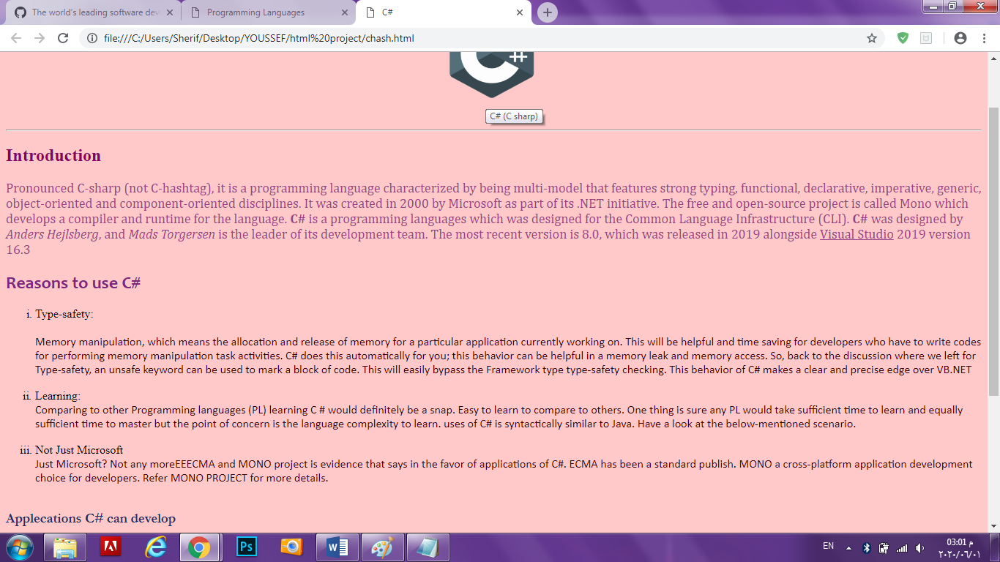 The world's leading software dev
Programming Languages
C#
file:///C:/Users/Sherif/Desktop/YOUSSEF/html%20project/chash.html
C# (C sharp)
Introduction
Pronounced C-sharp (not C-hashtag), it is a programming language characterized by being multi-model that features strong typing, functional, declarative, imperative, generic,
object-oriented and component-oriented disciplines. It was created in 2000 by Microsoft as part of its .NET initiative. The free and open-source project is called Mono which
develops a compiler and runtime for the language. C# is a programming languages which was designed for the Common Language Infrastructure (CLI). C# was designed by
Anders Hejlsberg, and Mads Torgersen is the leader of its development team. The most recent version is 8.0, which was released in 2019 alongside Visual Studio 2019 version
16.3
Reasons to use C#
i. Type-safety:
Memory manipulation, which means the allocation and release of memory for a particular application currently working on. This will be helpful and time saving for developers who have to write codes
for performing memory manipulation task activities. C# does this automatically for you; this behavior can be helpful in a memory leak and memory access. So, back to the discussion where we left for
Type-safety, an unsafe keyword can be used to mark a block of code. This will easily bypass the Framework type type-safety checking. This behavior of C# makes a clear and precise edge over VB.NET
ii. Learning:
Comparing to other Programming languages (PL) learning C # would definitely be a snap. Easy to learn to compare to others. One thing is sure any PL would take sufficient time to learn and equally
sufficient time to master but the point of concern is the language complexity to learn. uses of C# is syntactically similar to Java. Have a look at the below-mentioned scenario.
iii. Not Just Microsoft
Just Microsoft? Not any moreEEECMA and MONO project is evidence that says in the favor of applications of C#. ECMA has been a standard publish. MONO a cross-platform application development
choice for developers. Refer MONO PROJECT for more details.
Applecations C# can develop
Ps
W
EN
03:01 م
٢٠٢٠/٠٦/٠١